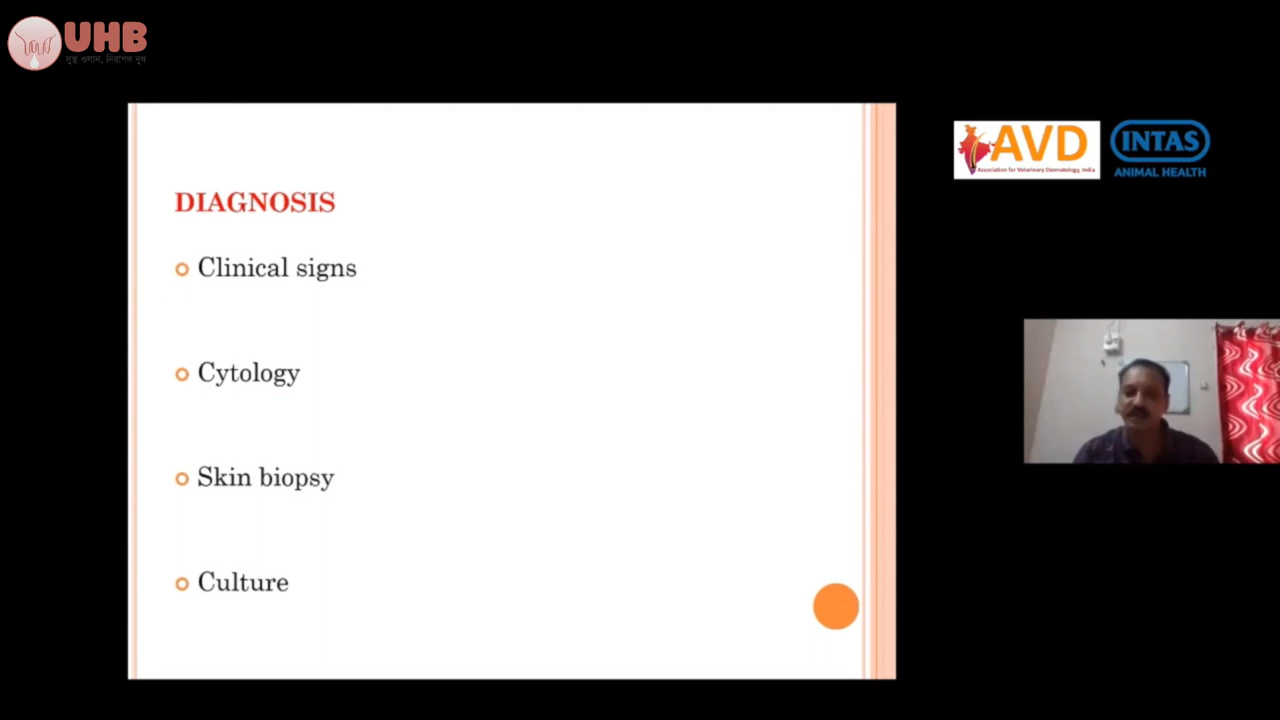 UHB
সুস্থ ওলান, নিরাপদ দুধ
AVD
Association for Veterinary Dermatology, India
INTAS
ANIMAL HEALTH
DIAGNOSIS
Clinical signs
Cytology
Skin biopsy
Culture